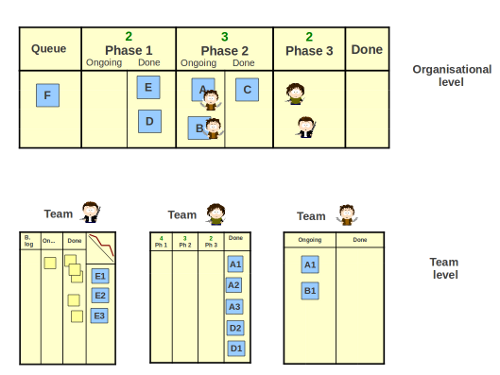 2 3 2
Queue Phase 1 Phase 2 Phase 3 Done
Ongoing Done Ongoing Done
Organisational
level
F E A C
D B
Team Team Team
B.
log On... Done
4 3 2 Done
Ph 1 Ph 2 Ph 3
Ongoing Done
E1 A1 A1
E2 A2 B1
E3 A3
D2
D1
Team
level